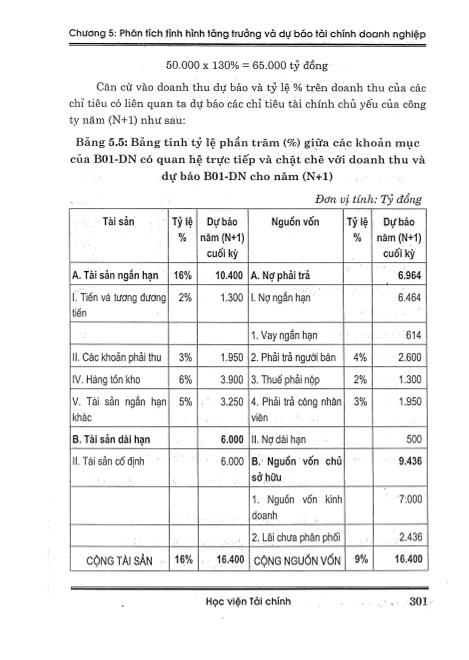 Chương 5: Phân tích tình hình tăng trưởng và dự báo tài chính doanh nghiệp
50.000 x 130% = 65.000 tỷ đồng
Căn cứ vào doanh thu dự báo và tỷ lệ % trên doanh thu của các
chỉ tiêu có liên quan ta dự báo các chỉ tiêu tài chính chủ yếu của công
ty năm (N+1) như sau:
Bảng 5.5: Bảng tính tỷ lệ phần trăm (%) giữa các khoản mục
của B01-DN có quan hệ trực tiếp và chặt chẽ với doanh thu và
dự báo B01-DN cho năm (N+1)
Đơn vị tính: Tỷ đồng
Tài sản Tỷ lệ Dự báo Nguồn vốn Tỷ lệ Dự báo
% năm (N+1) % năm (N+1)
cuối kỳ cuối kỳ
A. Tài sản ngắn hạn 16% 10.400 A. Nợ phải trả 6.964
I. Tiền và tương đương 2% 1.300 I. Nợ ngắn hạn 6.464
tiền
1. Vay ngắn hạn 614
II. Các khoản phải thu 3% 1.950 2. Phải trả người bán 4% 2.600
IV. Hàng tồn kho 6% 3.900 3. Thuế phải nộp 2% 1.300
V. Tài sản ngắn hạn 5% 3.250 4. Phải trả công nhân 3% 1.950
khác viên
B. Tài sản dài hạn 6.000 II. Nợ dài hạn 500
II. Tài sản cố định 6.000 B. Nguồn vốn chủ 9.436
sở hữu
1. Nguồn vốn kinh 7.000
doanh
2. Lãi chưa phân phối 2.436
CỘNG TÀI SẢN 16% 16.400 CỘNG NGUỒN VỐN 9% 16.400
Học viện Tài chính 301